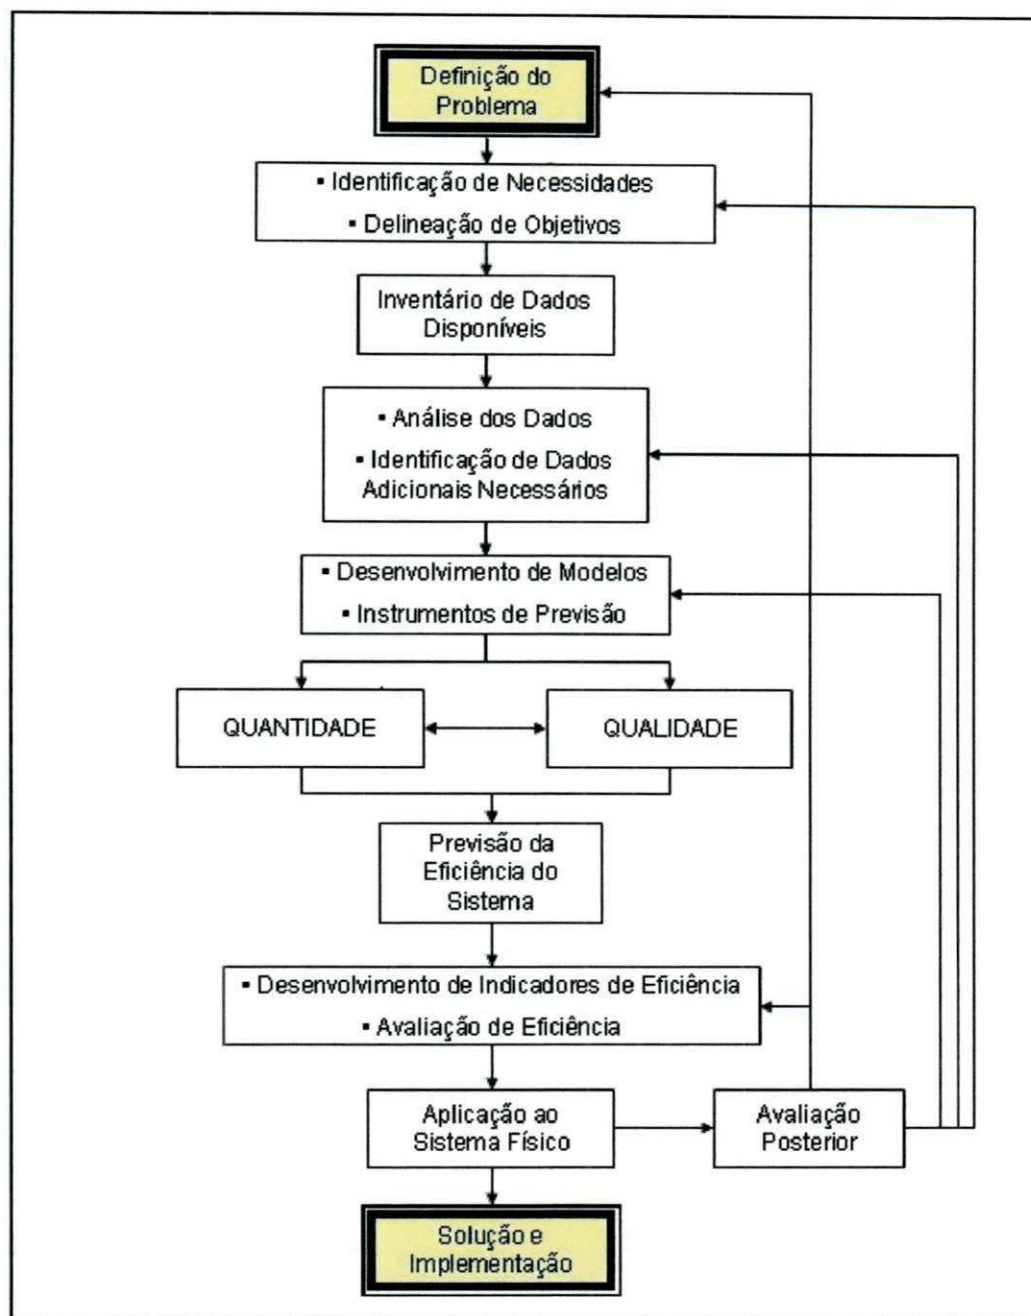 Definição do
Problema
▪ Identificação de Necessidades
▪ Delineação de Objetivos
Inventário de Dados
Disponíveis
▪ Análise dos Dados
▪ Identificação de Dados
Adicionais Necessários
▪ Desenvolvimento de Modelos
▪ Instrumentos de Previsão
QUANTIDADE
QUALIDADE
Previsão da
Eficiência do
Sistema
▪ Desenvolvimento de Indicadores de Eficiência
▪ Avaliação de Eficiência
Aplicação ao
Sistema Físico
Avaliação
Posterior
Solução e
Implementação